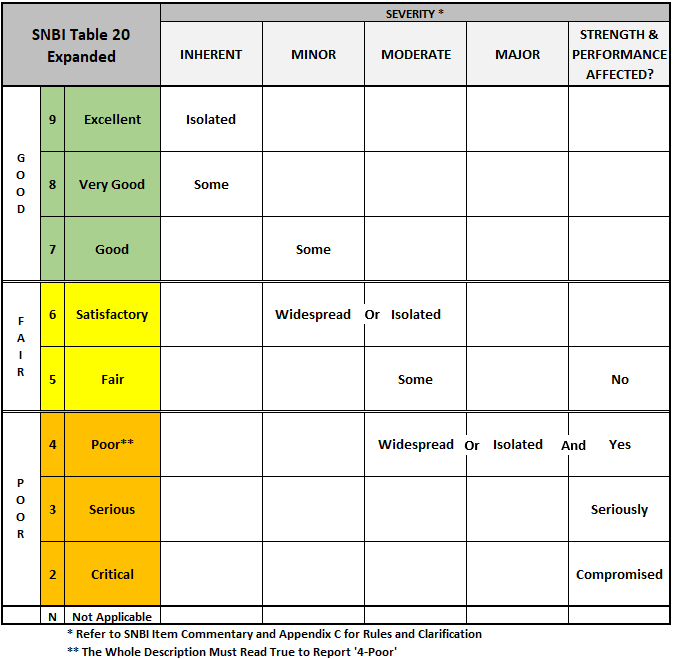 SNBI Table 20
Expanded
SEVERITY *
INHERENT
MINOR
MODERATE
MAJOR
STRENGTH &
PERFORMANCE
AFFECTED?
GOOD
9 Excellent Isolated
8 Very Good Some
7 Good Some
FAIR
6 Satisfactory Widespread Or Isolated
5 Fair Some No
POOR
4 Poor** Widespread Or Isolated And Yes
3 Serious Seriously
2 Critical Compromised
N Not Applicable
* Refer to SNBI Item Commentary and Appendix C for Rules and Clarification
** The Whole Description Must Read True to Report '4-Poor'